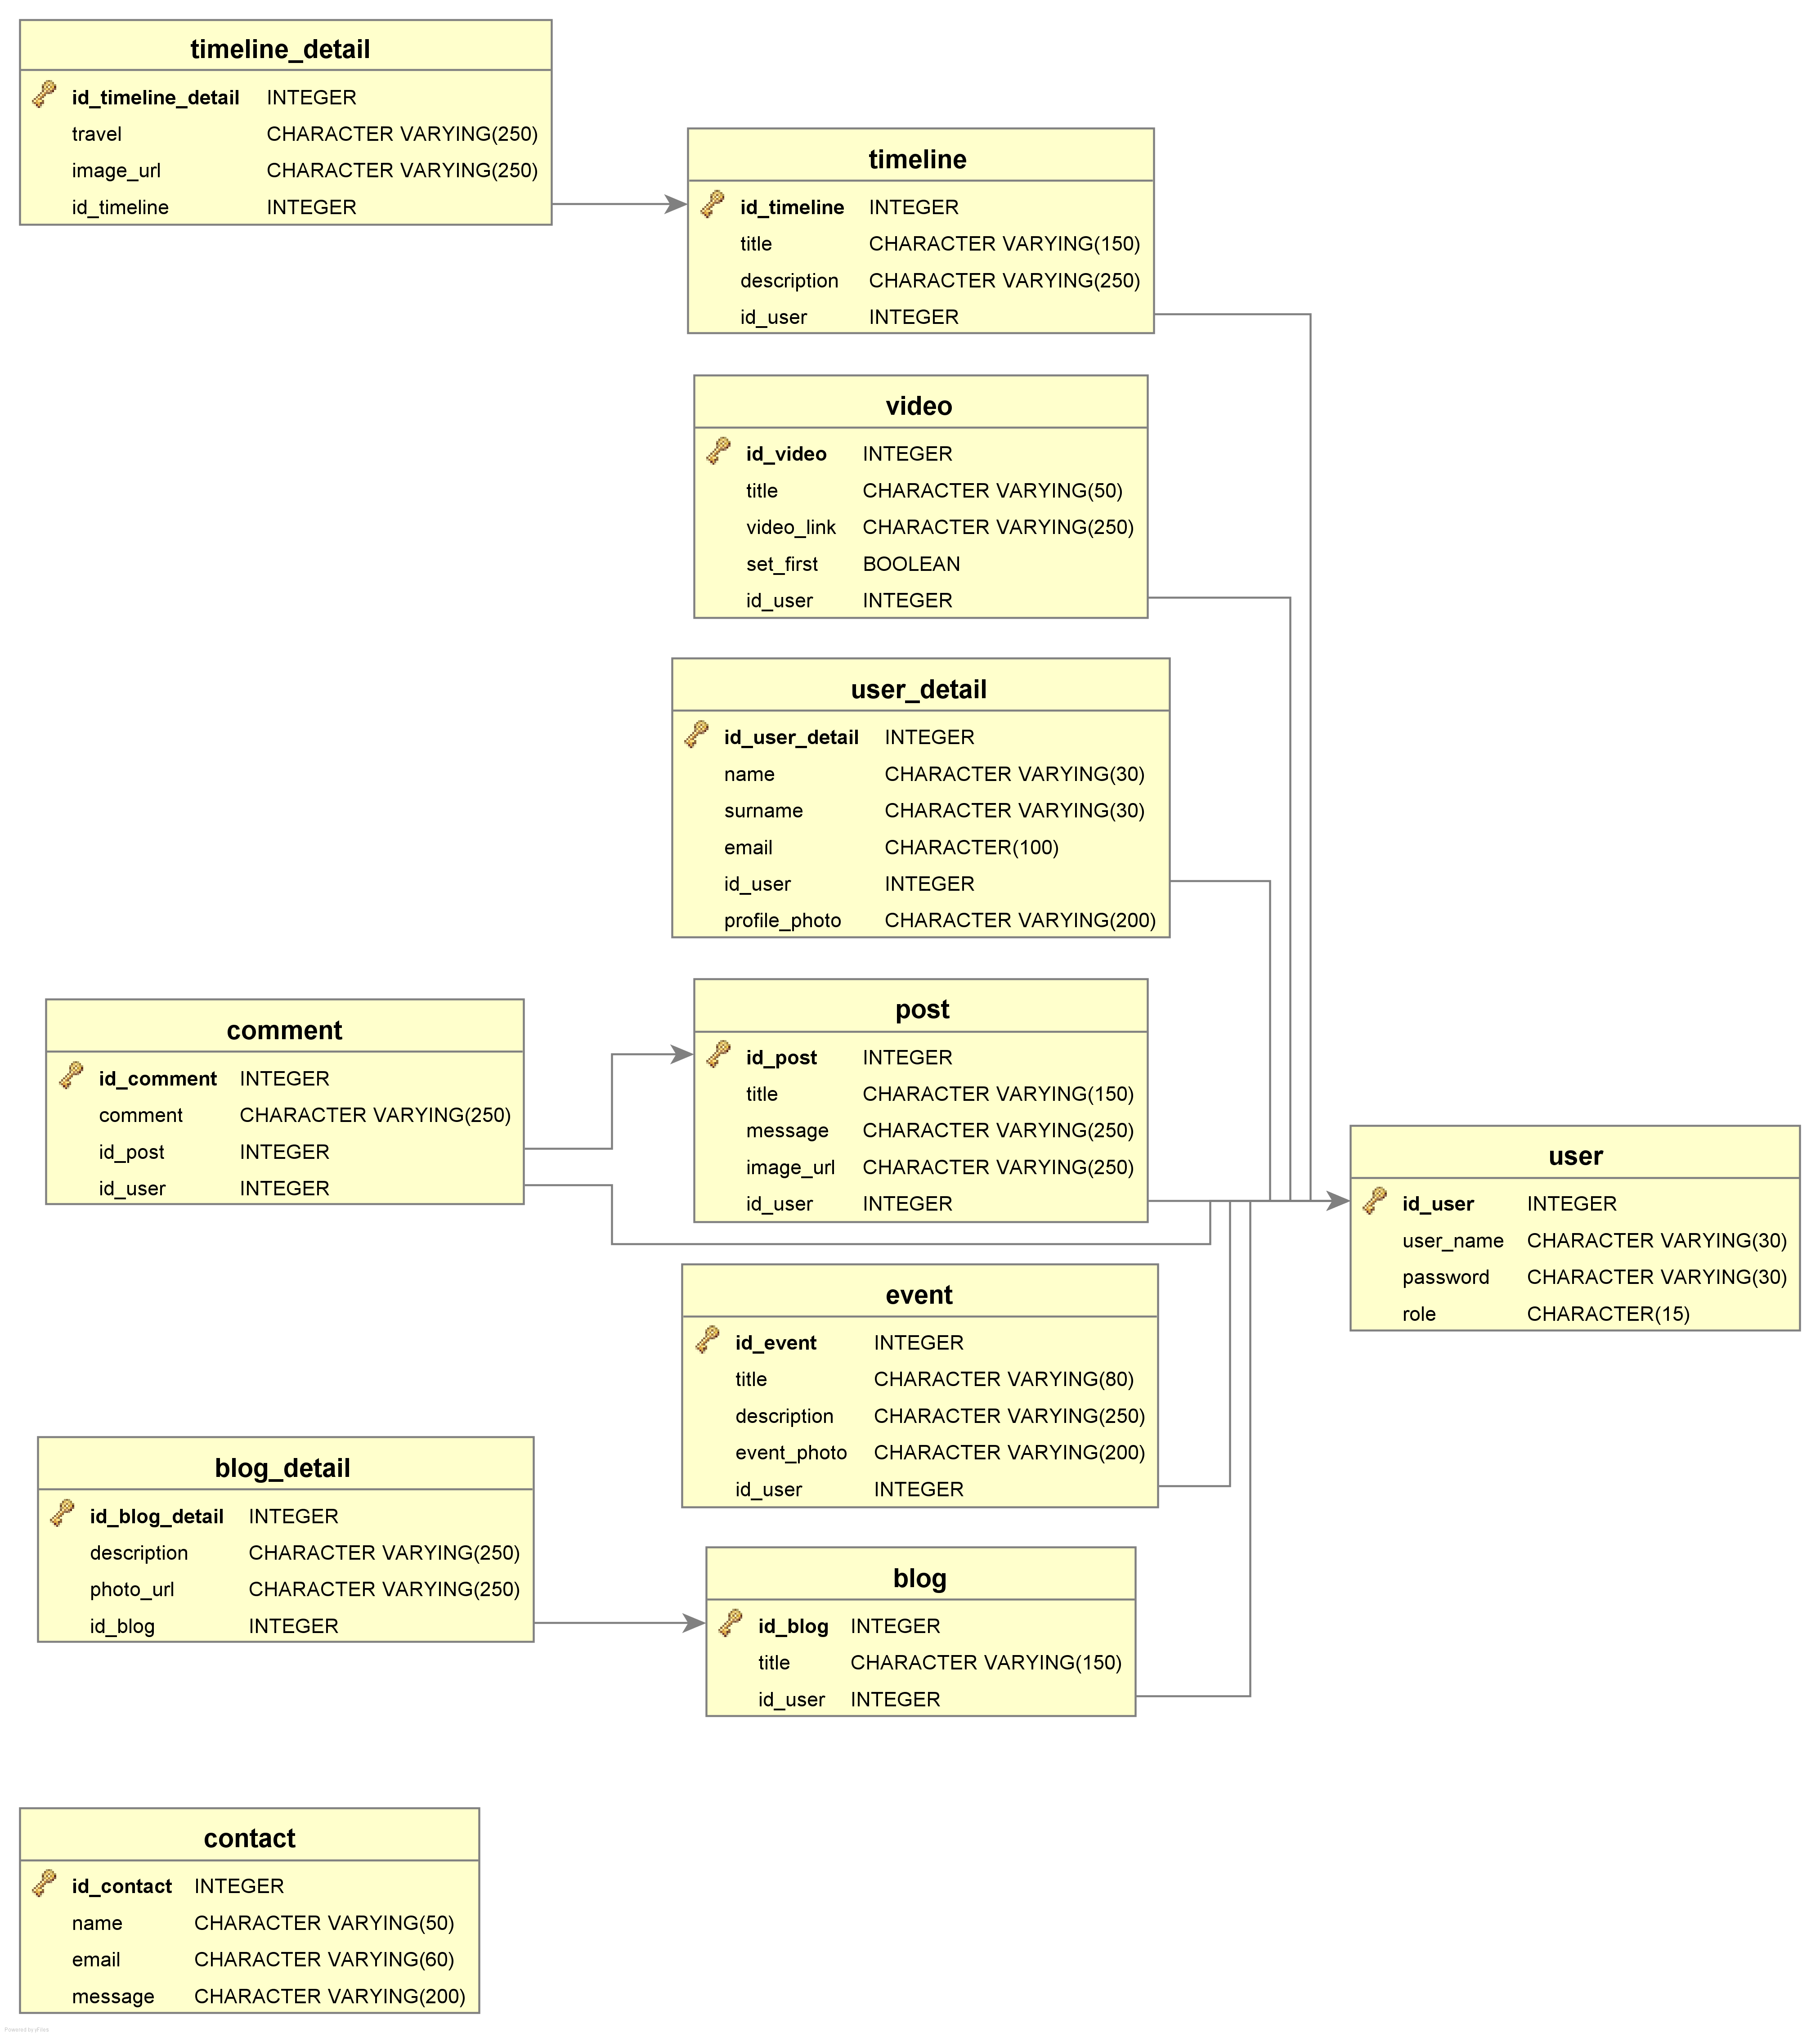 timeline_detail
id_timeline_detail INTEGER
travel CHARACTER VARYING(250)
image_url CHARACTER VARYING(250)
id_timeline INTEGER
timeline
id_timeline INTEGER
title CHARACTER VARYING(150)
description CHARACTER VARYING(250)
id_user INTEGER
video
id_video INTEGER
title CHARACTER VARYING(50)
video_link CHARACTER VARYING(250)
set_first BOOLEAN
id_user INTEGER
user_detail
id_user_detail INTEGER
name CHARACTER VARYING(30)
surname CHARACTER VARYING(30)
email CHARACTER(100)
id_user INTEGER
profile_photo CHARACTER VARYING(200)
comment
id_comment INTEGER
comment CHARACTER VARYING(250)
id_post INTEGER
id_user INTEGER
post
id_post INTEGER
title CHARACTER VARYING(150)
message CHARACTER VARYING(250)
image_url CHARACTER VARYING(250)
id_user INTEGER
user
id_user INTEGER
user_name CHARACTER VARYING(30)
password CHARACTER VARYING(30)
role CHARACTER(15)
event
id_event INTEGER
title CHARACTER VARYING(80)
description CHARACTER VARYING(250)
event_photo CHARACTER VARYING(200)
id_user INTEGER
blog_detail
id_blog_detail INTEGER
description CHARACTER VARYING(250)
photo_url CHARACTER VARYING(250)
id_blog INTEGER
blog
id_blog INTEGER
title CHARACTER VARYING(150)
id_user INTEGER
contact
id_contact INTEGER
name CHARACTER VARYING(50)
email CHARACTER VARYING(60)
message CHARACTER VARYING(200)
Powered by yFiles